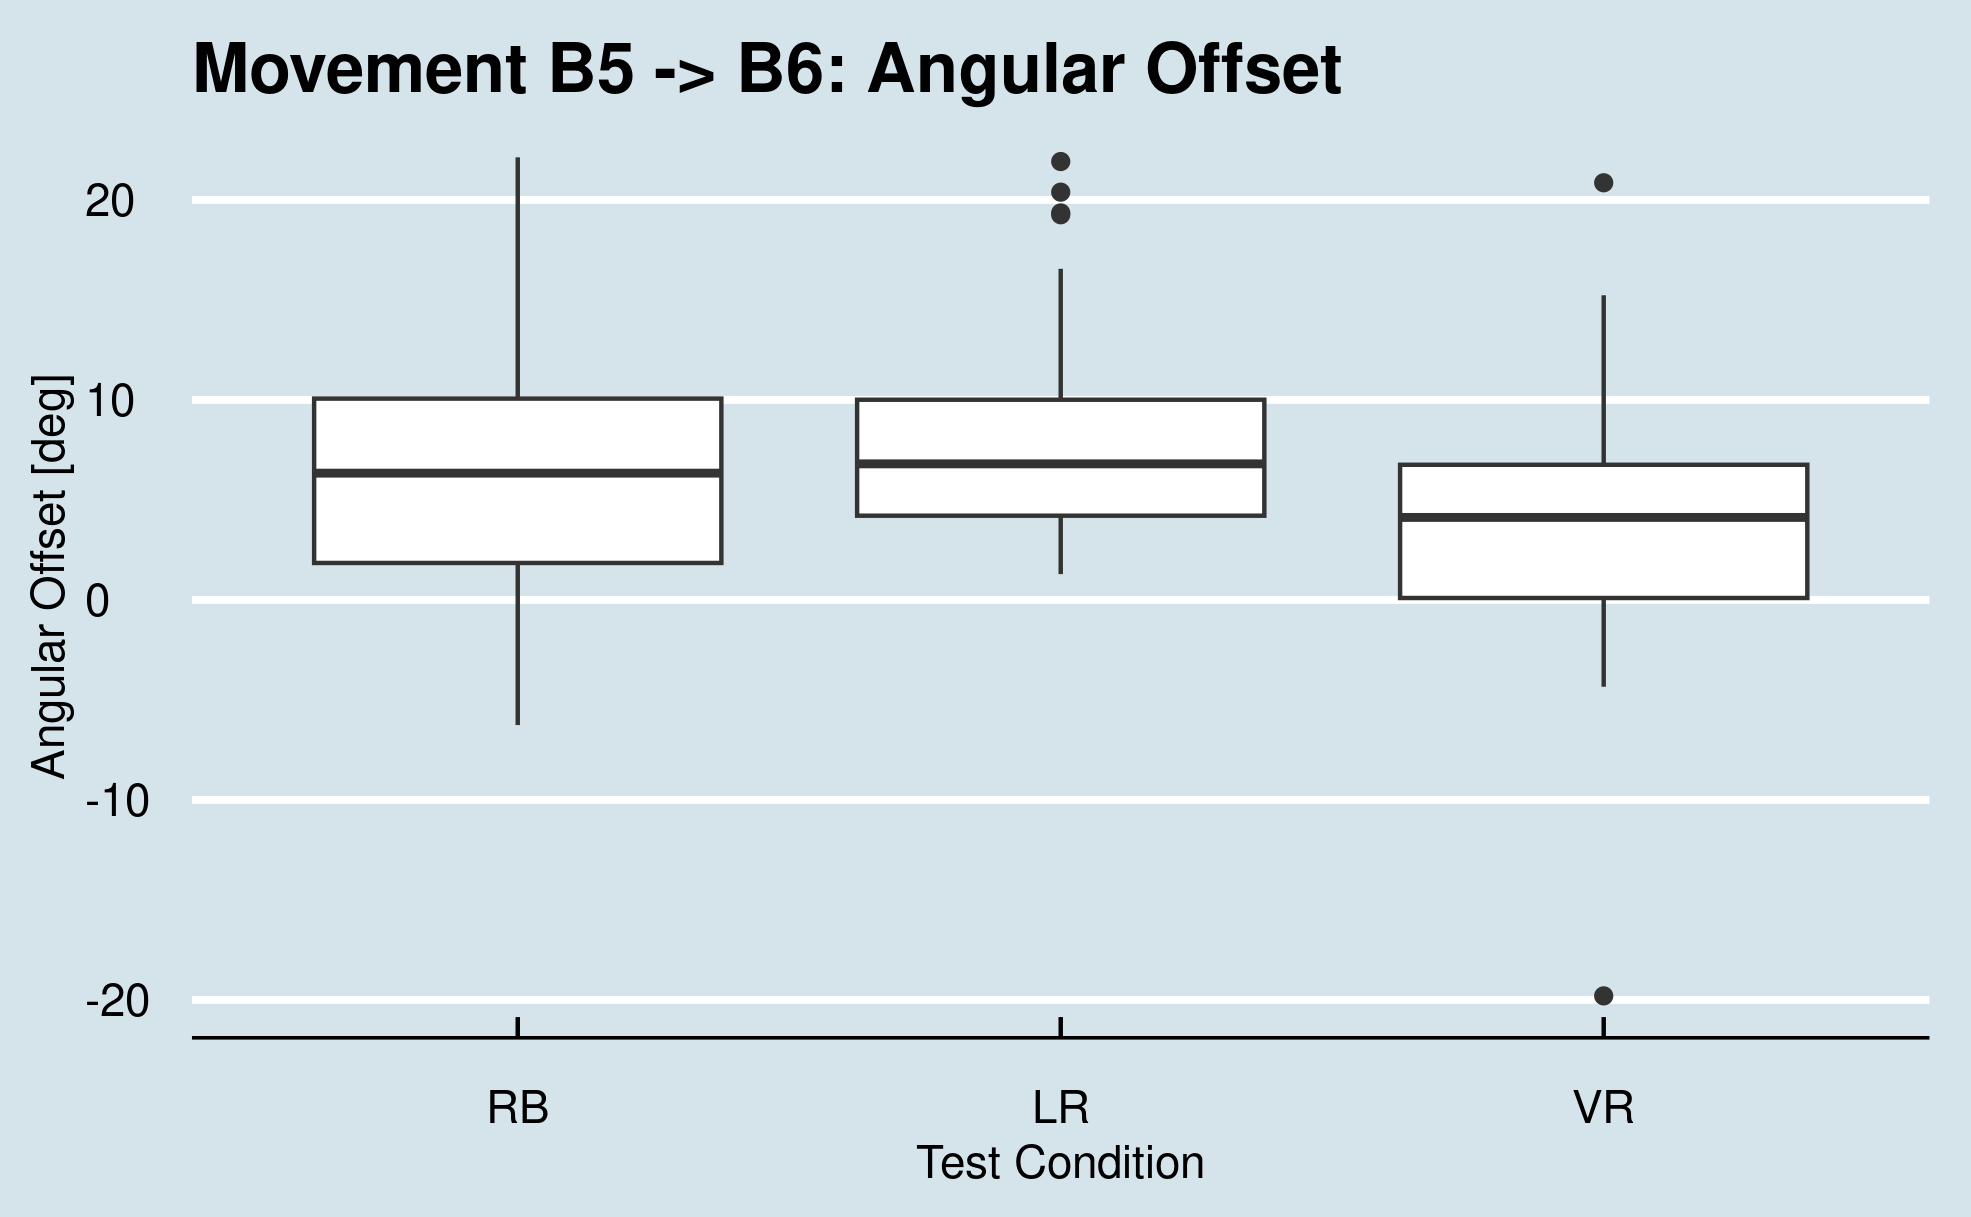 Movement B5 -> B6: Angular Offset
Angular Offset [deg]
20
10
0
-10
-20
RB LR VR
Test Condition